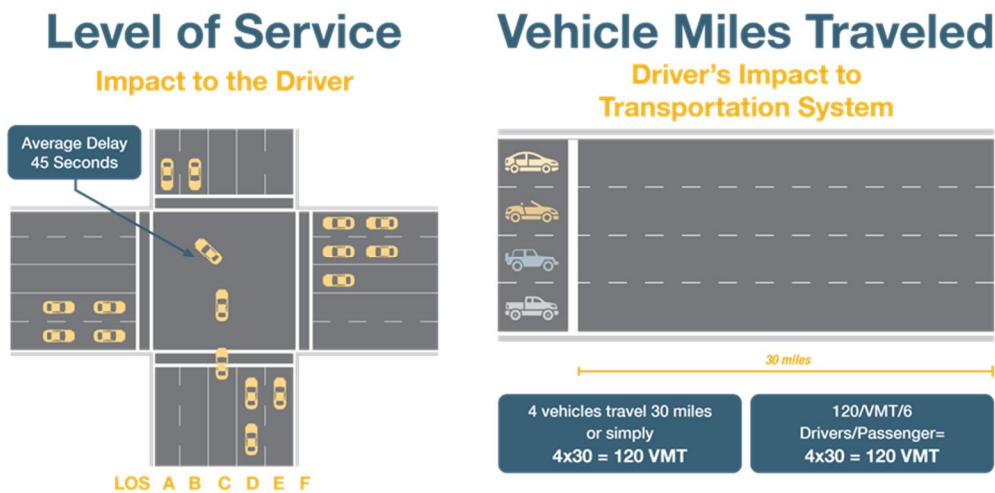 Level of Service
Impact to the Driver
Average Delay
45 Seconds
LOS A B C D E F
Vehicle Miles Traveled
Driver's Impact to
Transportation System
30 miles
4 vehicles travel 30 miles
or simply
4x30 = 120 VMT
120/VMT/6
Drivers/Passenger=
4x30 = 120 VMT